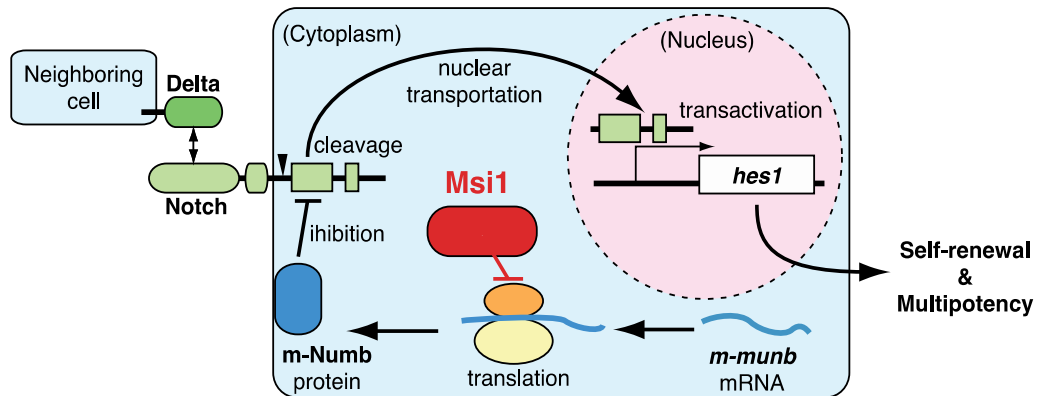 (Cytoplasm)
(Nucleus)
Neighboring
cell
Delta
nuclear
transportation
transactivation
cleavage
Notch
Msi1
hes1
ihibition
Self-renewal
&
Multipotency
m-Numb
protein
translation
m-munb
mRNA